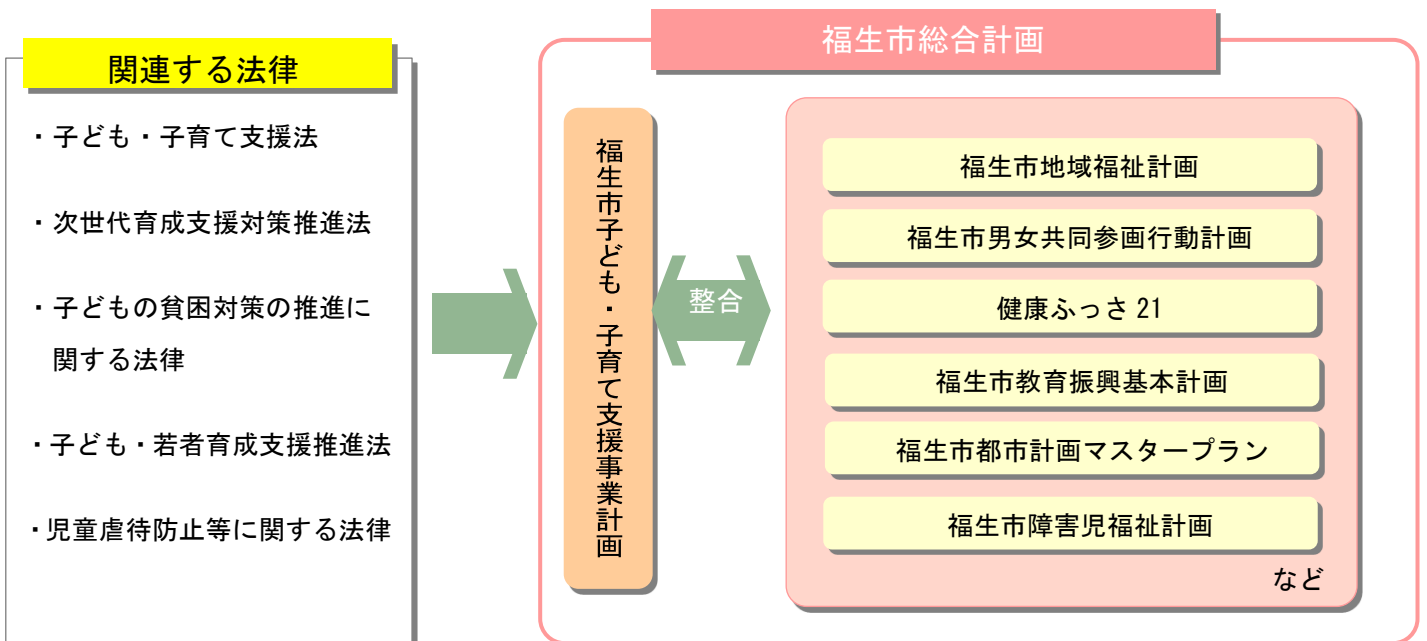 関連する法律
・子ども・子育て支援法
・次世代育成支援対策推進法
・子どもの貧困対策の推進に
関する法律
・子ども・若者育成支援推進法
・児童虐待防止等に関する法律
福生市総合計画
福生市子ども・子育て支援事業計画
整合
福生市地域福祉計画
福生市男女共同参画行動計画
健康ふっさ 21
福生市教育振興基本計画
福生市都市計画マスタープラン
福生市障害児福祉計画
など